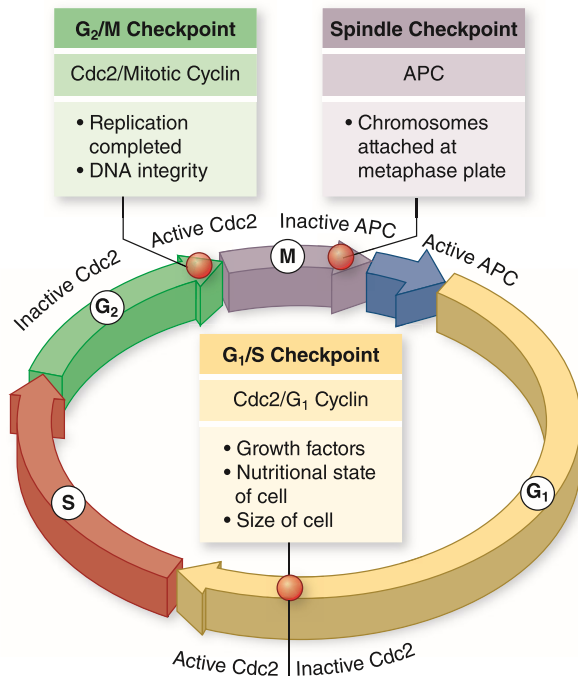 G₂/M Checkpoint
Cdc2/Mitotic Cyclin
• Replication
completed
• DNA integrity
Spindle Checkpoint
APC
• Chromosomes
attached at
metaphase plate
Inactive Cdc2
Active Cdc2
Inactive APC
Active APC
M
G₂
G₁/S Checkpoint
Cdc2/G₁ Cyclin
• Growth factors
• Nutritional state
of cell
• Size of cell
S
G₁
Active Cdc2
Inactive Cdc2